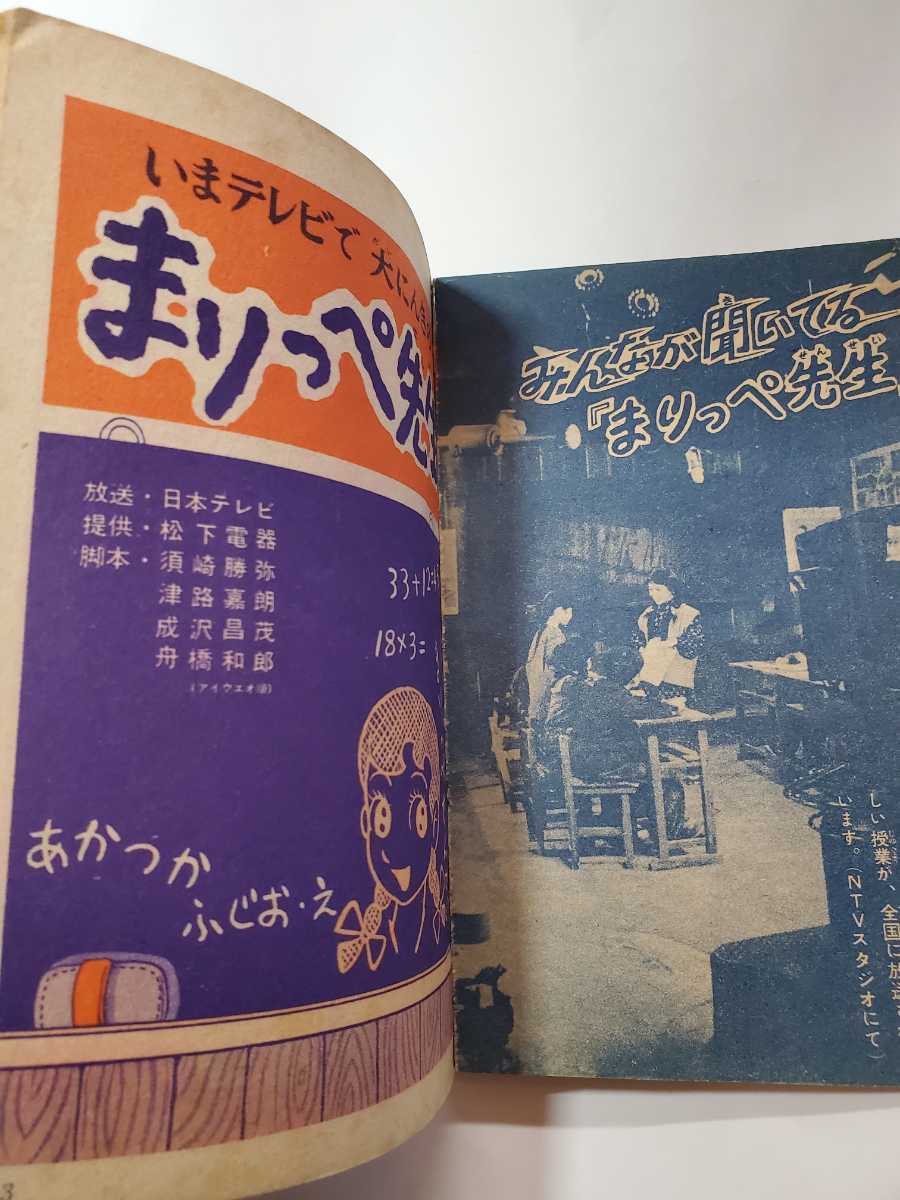 いまテレビで大にん
まりっぺ先
放送・日本テレビ
提供・松下電器
脚本・須崎勝弥
津路嘉朗
成沢昌茂
舟橋和郎
(アイウエオ順)
33+12=4
18×3=
あかつか
ふじお・え
3
みんなが聞いてる
『まりっぺ先生
しい授業が、全国に放送
います。(NTVスタジオにて)